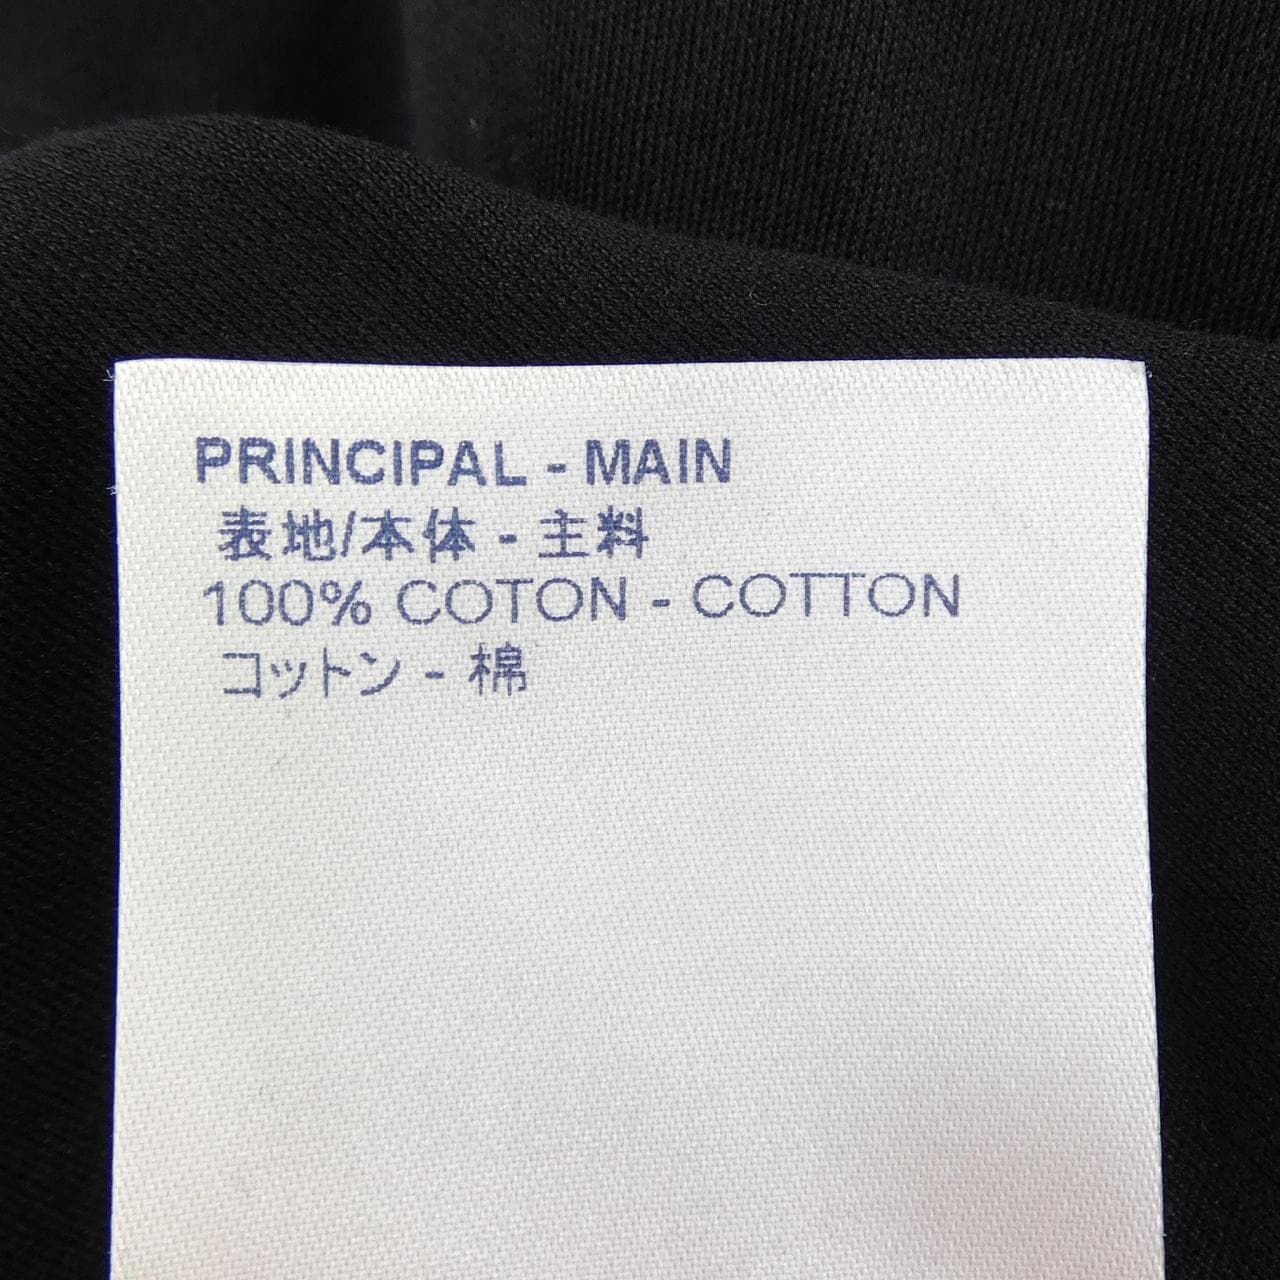 PRINCIPAL - MAIN
表地/本体 - 主料
100% COTON - COTTON
コットン - 棉